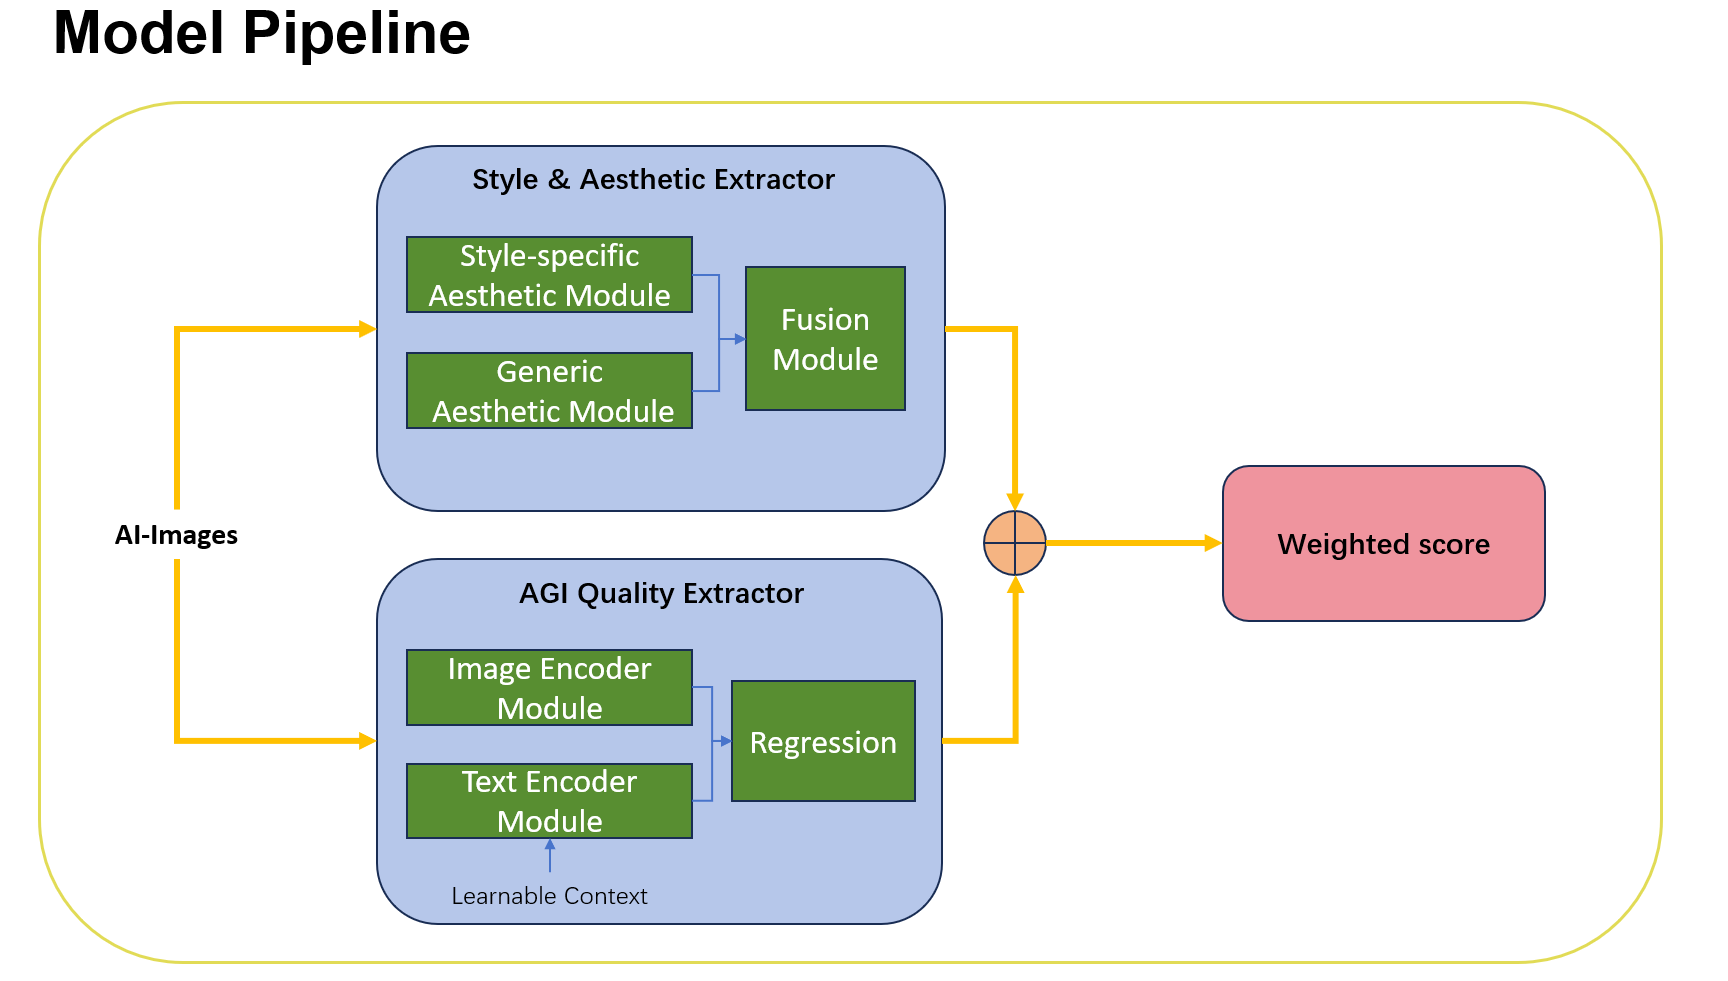 Model Pipeline
Style & Aesthetic Extractor
Style-specific
Aesthetic Module
Generic
Aesthetic Module
Fusion
Module
AI-Images
AGI Quality Extractor
Image Encoder
Module
Text Encoder
Module
Regression
Learnable Context
Weighted score